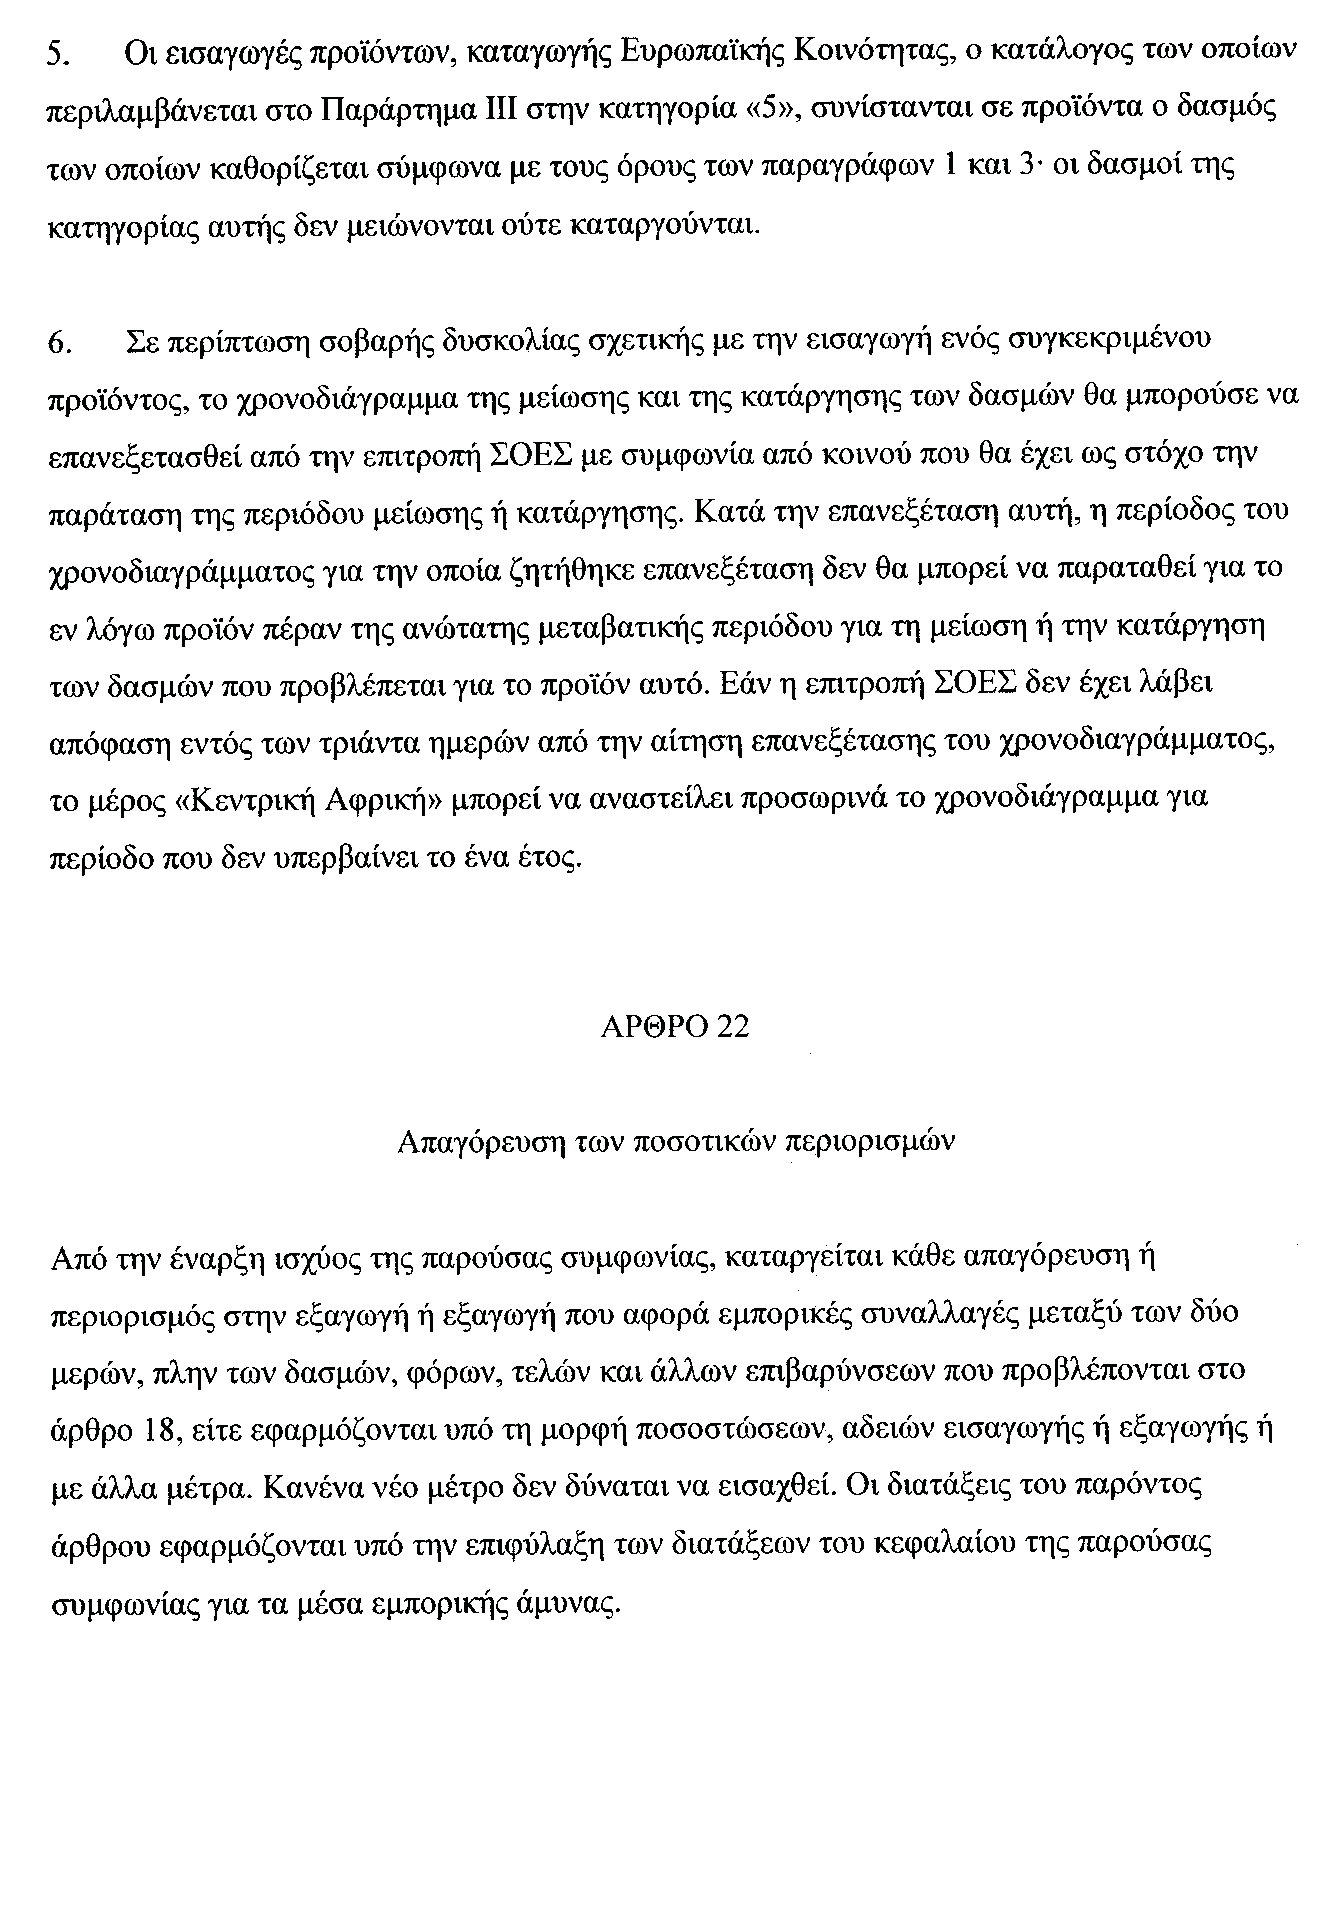 5. Οι εισαγωγές προϊόντων, καταγωγής Ευρωπαϊκής Κοινότητας, ο κατάλογος των οποίων
περιλαμβάνεται στο Παράρτημα III στην κατηγορία «5», συνίστανται σε προϊόντα ο δασμός
των οποίων καθορίζεται σύμφωνα με τους όρους των παραγράφων 1 και 3· οι δασμοί της
κατηγορίας αυτής δεν μειώνονται ούτε καταργούνται.
6. Σε περίπτωση σοβαρής δυσκολίας σχετικής με την εισαγωγή ενός συγκεκριμένου
προϊόντος, το χρονοδιάγραμμα της μείωσης και της κατάργησης των δασμών θα μπορούσε να
επανεξετασθεί από την επιτροπή ΣΟΕΣ με συμφωνία από κοινού που θα έχει ως στόχο την
παράταση της περιόδου μείωσης ή κατάργησης. Κατά την επανεξέταση αυτή, η περίοδος του
χρονοδιαγράμματος για την οποία ζητήθηκε επανεξέταση δεν θα μπορεί να παραταθεί για το
εν λόγω προϊόν πέραν της ανώτατης μεταβατικής περιόδου για τη μείωση ή την κατάργηση
των δασμών που προβλέπεται για το προϊόν αυτό. Εάν η επιτροπή ΣΟΕΣ δεν έχει λάβει
απόφαση εντός των τριάντα ημερών από την αίτηση επανεξέτασης του χρονοδιαγράμματος,
το μέρος «Κεντρική Αφρική» μπορεί να αναστείλει προσωρινά το χρονοδιάγραμμα για
περίοδο που δεν υπερβαίνει το ένα έτος.
ΑΡΘΡΟ 22
Απαγόρευση των ποσοτικών περιορισμών
Από την έναρξη ισχύος της παρούσας συμφωνίας, καταργείται κάθε απαγόρευση ή
περιορισμός στην εξαγωγή ή εξαγωγή που αφορά εμπορικές συναλλαγές μεταξύ των δύο
μερών, πλην των δασμών, φόρων, τελών και άλλων επιβαρύνσεων που προβλέπονται στο
άρθρο 18, είτε εφαρμόζονται υπό τη μορφή ποσοστώσεων, αδειών εισαγωγής ή εξαγωγής ή
με άλλα μέτρα. Κανένα νέο μέτρο δεν δύναται να εισαχθεί. Οι διατάξεις του παρόντος
άρθρου εφαρμόζονται υπό την επιφύλαξη των διατάξεων του κεφαλαίου της παρούσας
συμφωνίας για τα μέσα εμπορικής άμυνας.